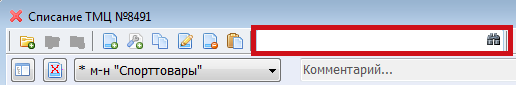 Списание ТМЦ №8491
* м-н "Спорттовары"
Комментарий...